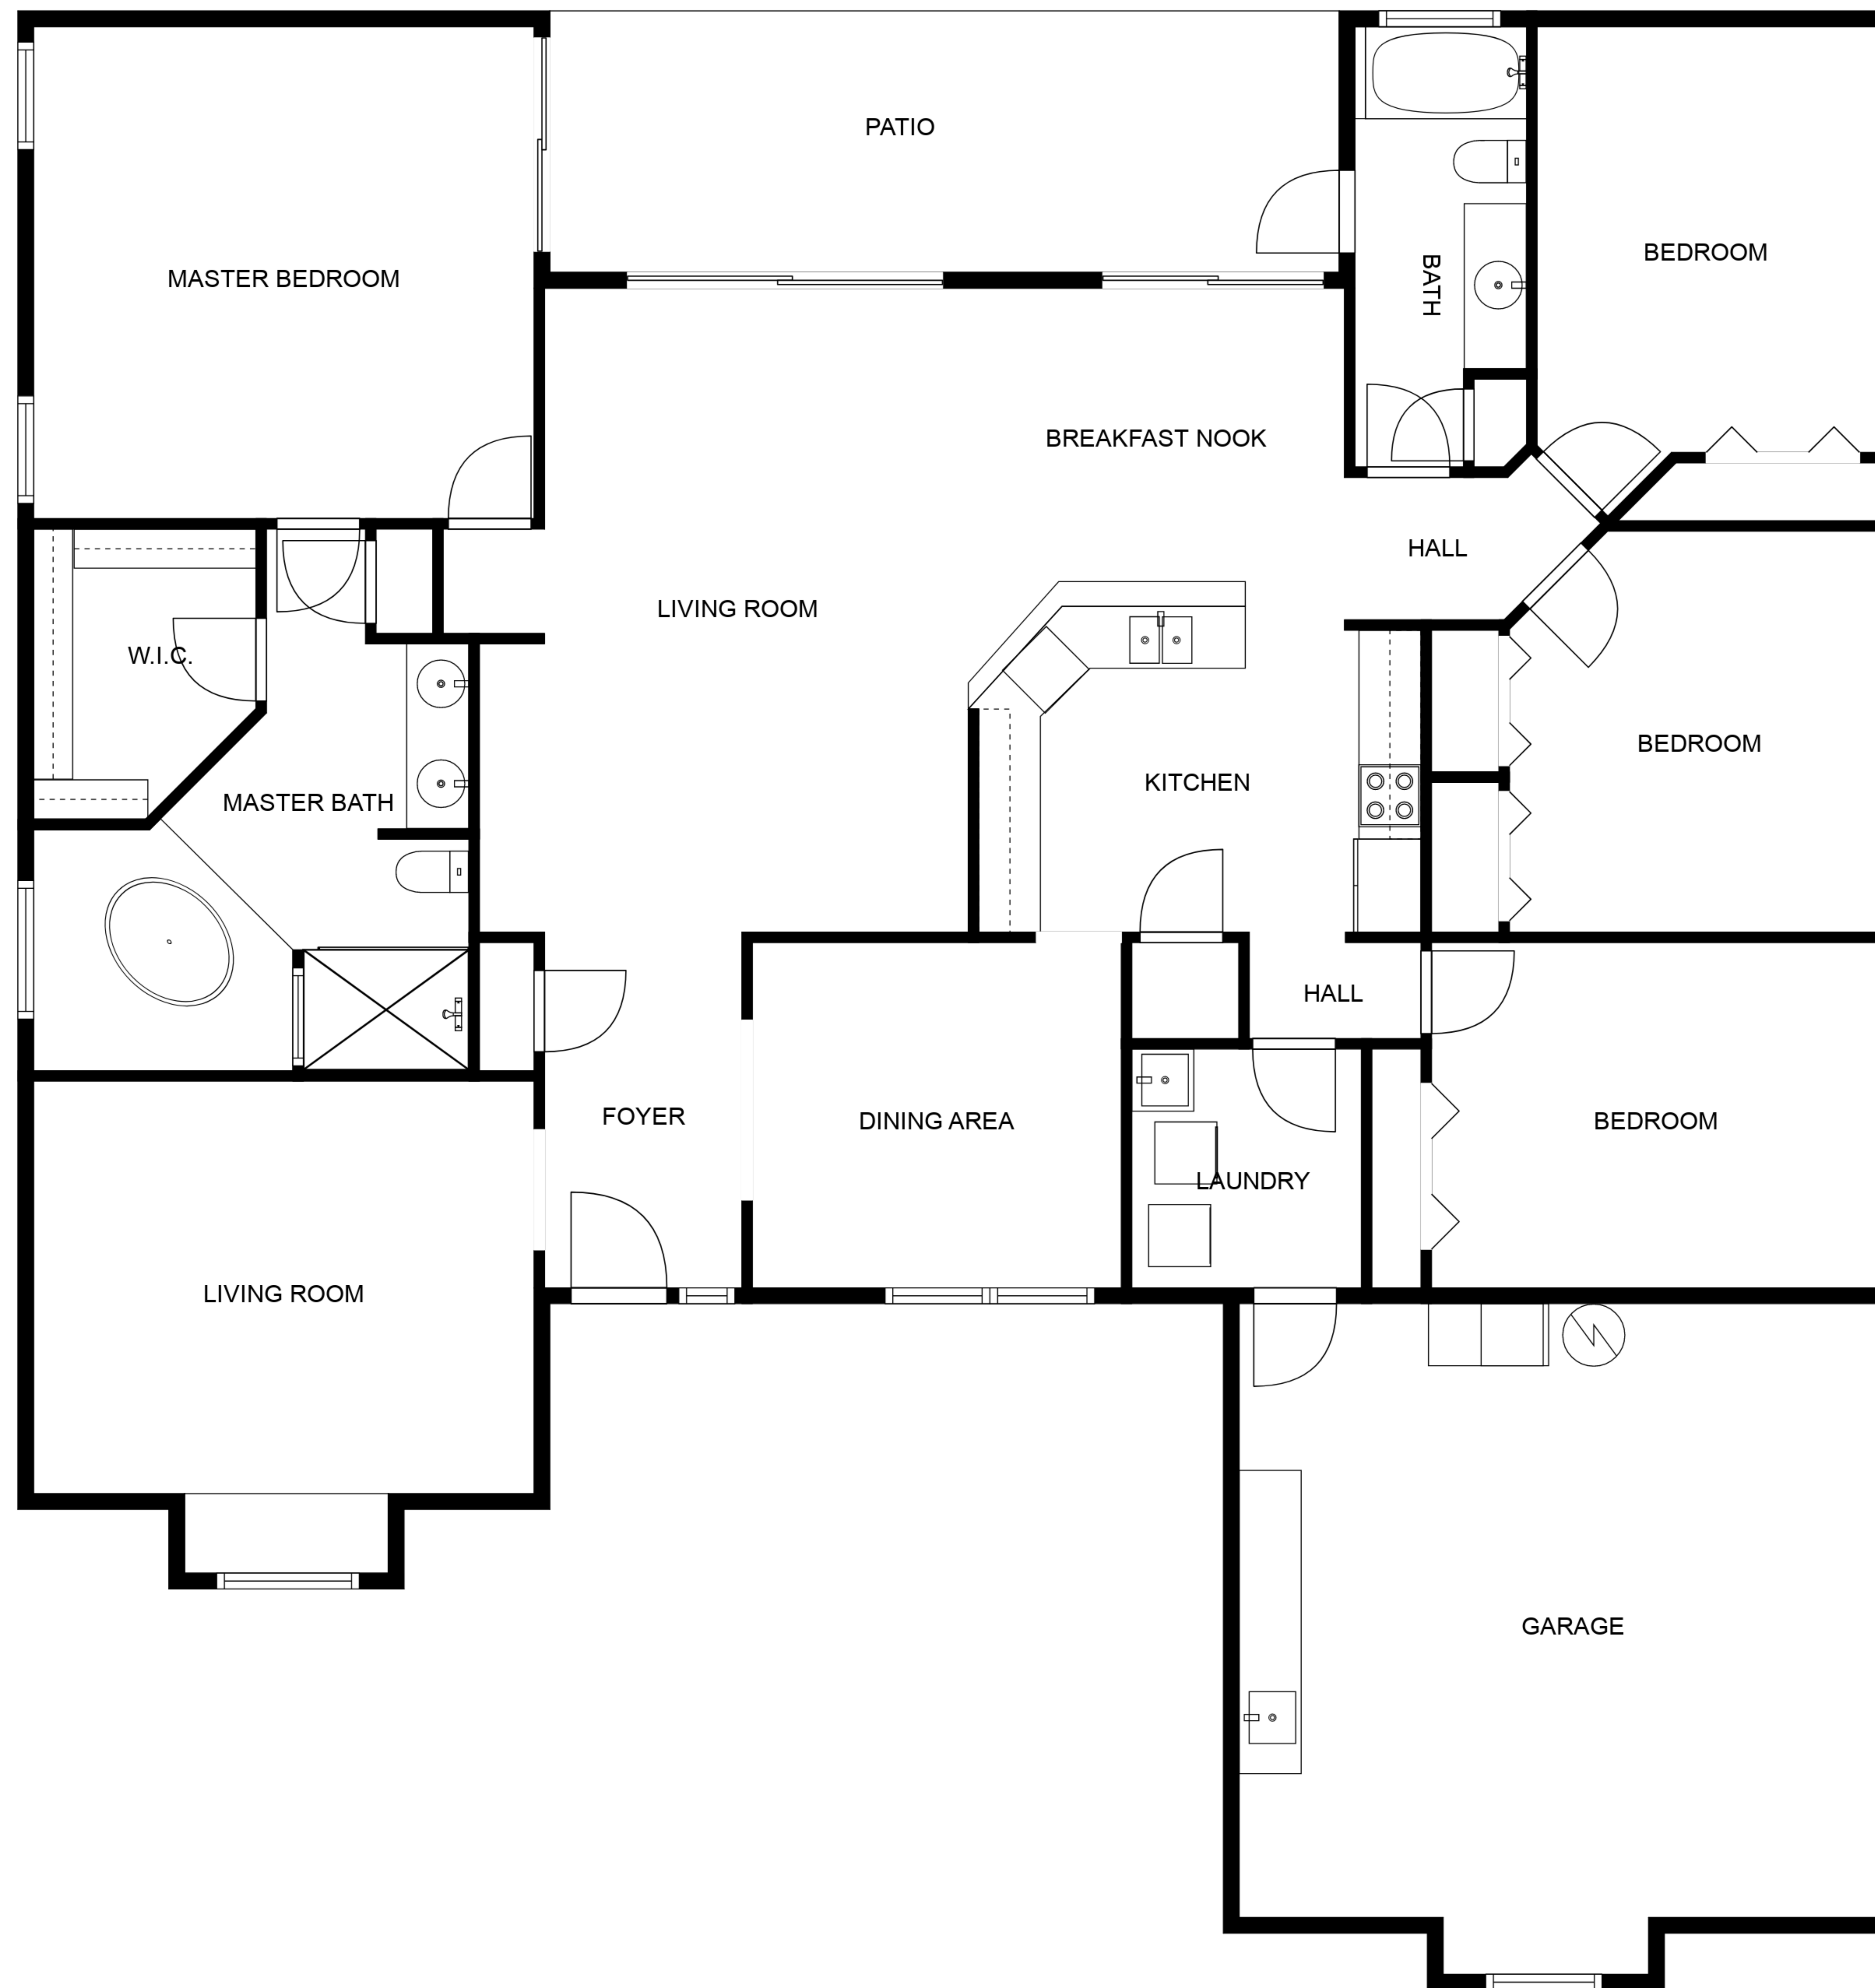 PATIO
BEDROOM
MASTER BEDROOM
BATH
BREAKFAST NOOK
HALL
LIVING ROOM
W.I.C.
BEDROOM
KITCHEN
MASTER BATH
HALL
FOYER
DINING AREA
BEDROOM
LAUNDRY
LIVING ROOM
GARAGE